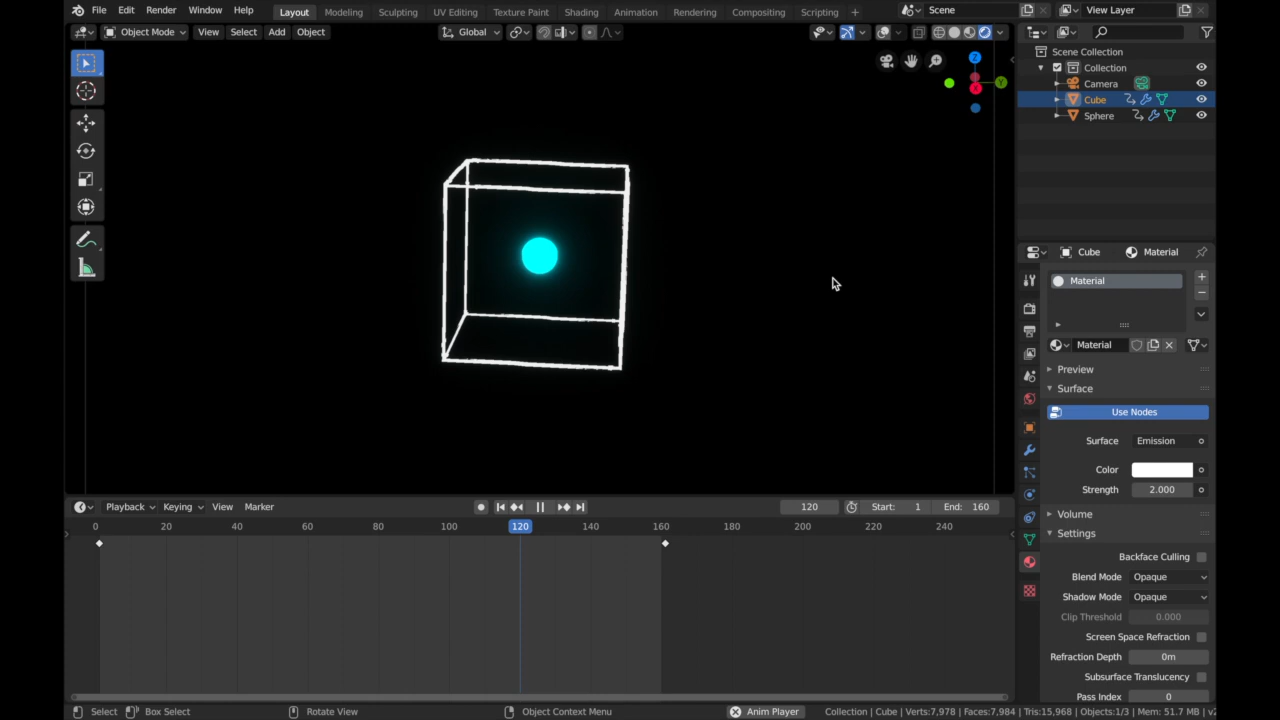 File Edit Render Window Help Layout Modeling Sculpting UV Editing Texture Paint Shading Animation Rendering Compositing Scripting + Scene View Layer
Object Mode View Select Add Object Global
Scene Collection
Collection
Camera
Cube
Sphere
Z
Y
X
Cube Material
Material
Material
Preview
Surface
Use Nodes
Surface Emission
Color
Strength 2.000
Volume
Settings
Backface Culling
Blend Mode Opaque
Shadow Mode Opaque
Clip Threshold 0.000
Screen Space Refraction
Refraction Depth 0m
Subsurface Translucency
Pass Index 0
Playback Keying View Marker 120 Start: 1 End: 160
0 20 40 60 80 100 120 140 160 180 200 220 240
Select Box Select Rotate View Object Context Menu Anim Player Collection | Cube | Verts:7,978 | Faces:7,984 | Tris:15,968 | Objects:1/3 | Mem: 51.7 MB | v2